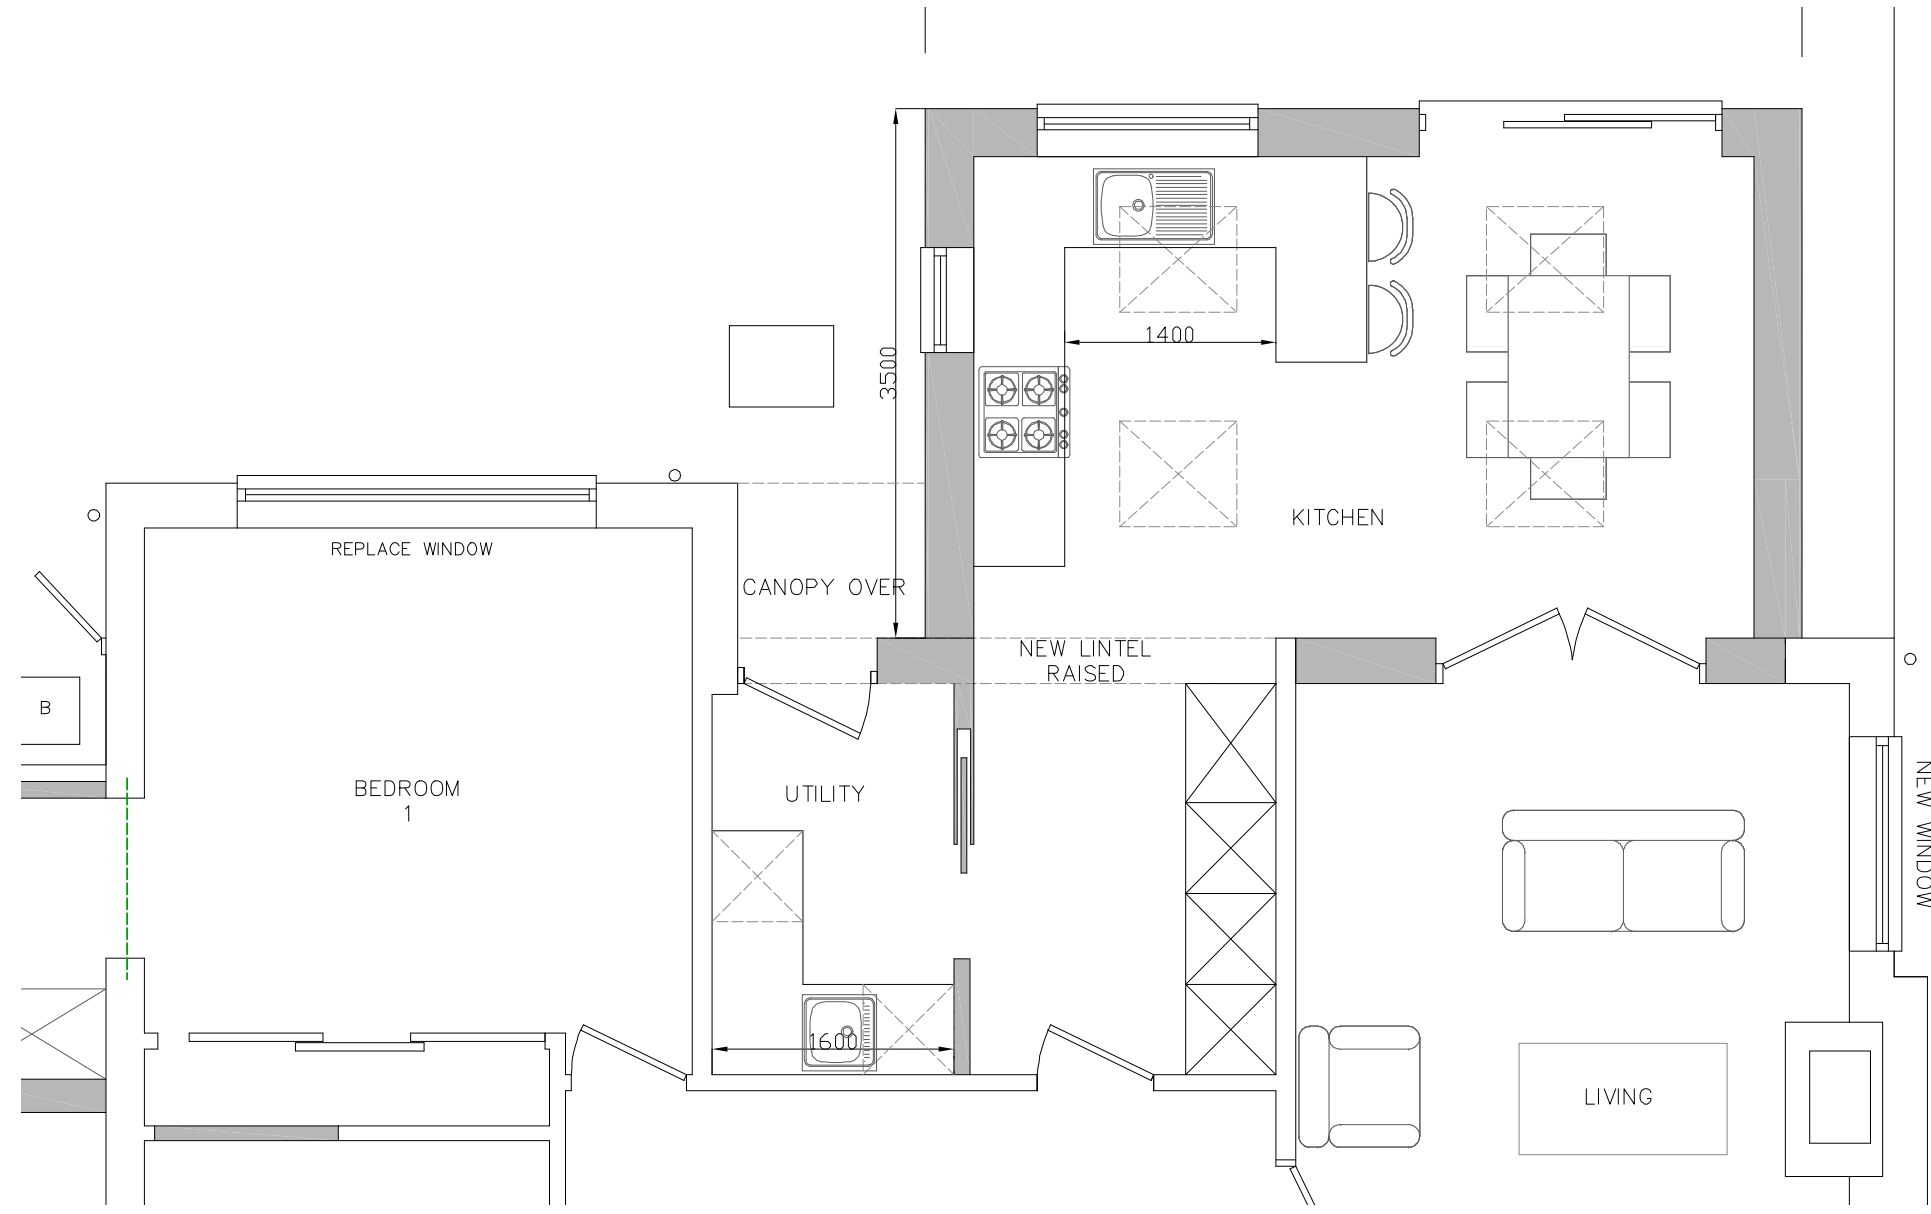 1400
3500
KITCHEN
REPLACE WINDOW
CANOPY OVER
NEW LINTEL
RAISED
B
BEDROOM
1
UTILITY
NEW WINDOW
1600
LIVING